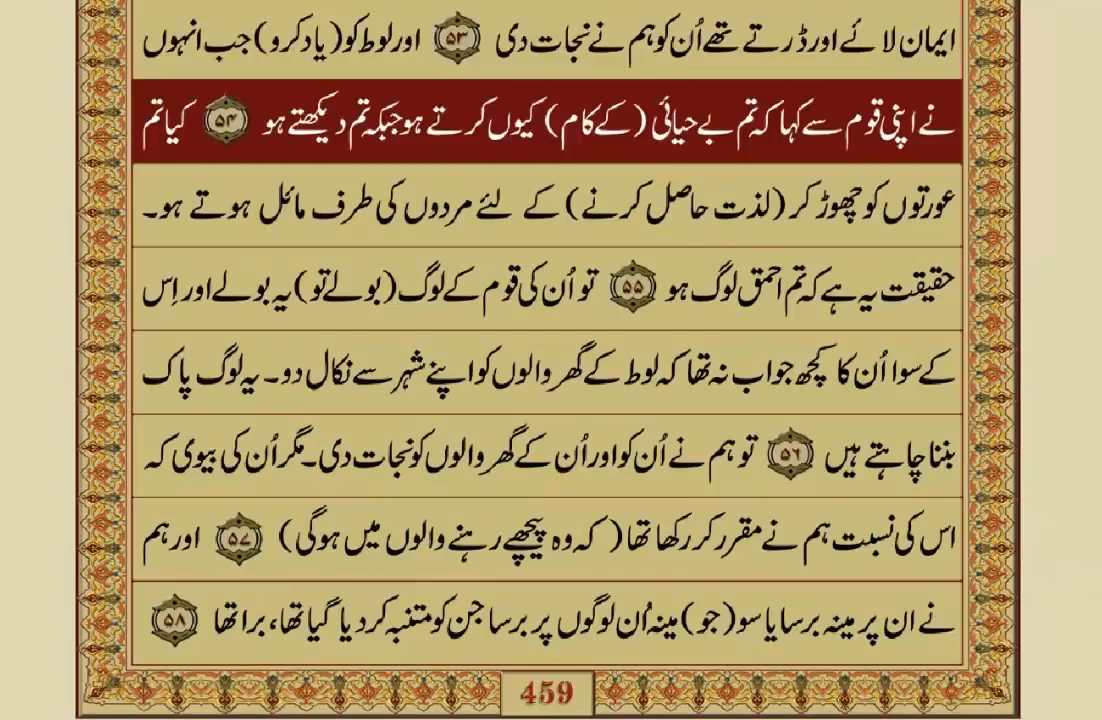 ایمان لائے اور ڈرتے تھے اُن کو ہم نے نجات دی ﴿۵۳﴾ اور لوط کو (یاد کرو) جب انہوں
نے اپنی قوم سے کہا کہ تم بے حیائی (کے کام) کیوں کرتے ہو جبکہ تم دیکھتے ہو ﴿۵۴﴾ کیا تم
عورتوں کو چھوڑ کر (لذت حاصل کرنے) کے لئے مردوں کی طرف مائل ہوتے ہو۔
حقیقت یہ ہے کہ تم احمق لوگ ہو ﴿۵۵﴾ تو اُن کی قوم کے لوگ (بولے تو) یہ بولے اور اِس
کے سوا اُن کا کچھ جواب نہ تھا کہ لوط کے گھر والوں کو اپنے شہر سے نکال دو۔ یہ لوگ پاک
بننا چاہتے ہیں ﴿۵۶﴾ تو ہم نے اُن کو اور اُن کے گھر والوں کو نجات دی۔ مگر اُن کی بیوی کہ
اس کی نسبت ہم نے مقرر کر رکھا تھا (کہ وہ پیچھے رہنے والوں میں ہوگی) ﴿۵۷﴾ اور ہم
نے ان پر مینہ برسایا سو (جو) مینہ اُن لوگوں پر برسا جن کو متنبہ کر دیا گیا تھا، برا تھا ﴿۵۸﴾
459